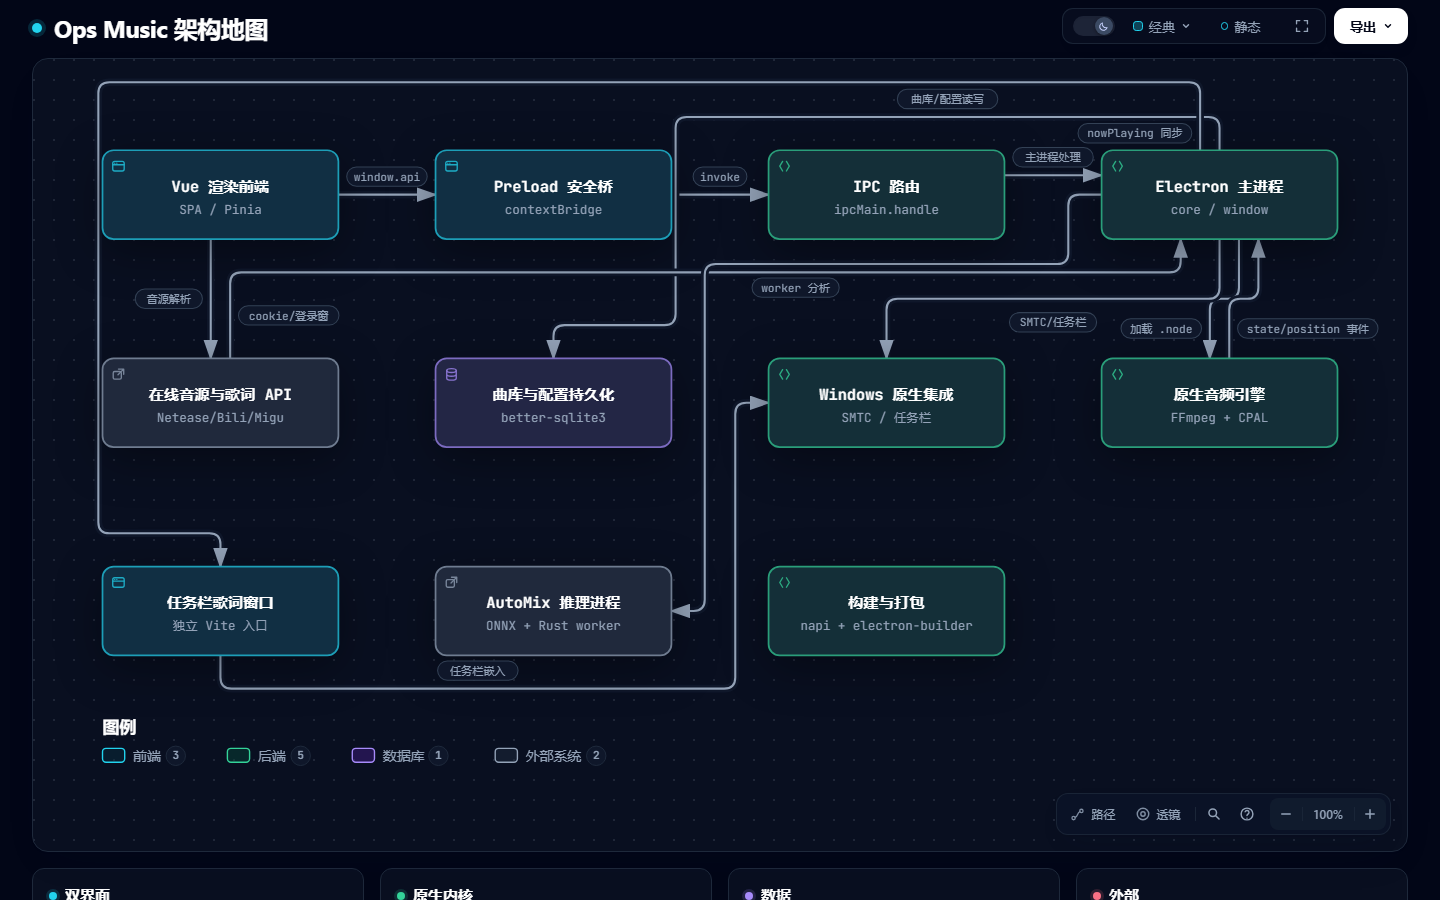 Ops Music 架构地图
经典
静态
导出
曲库/配置读写
nowPlaying 同步
主进程处理
window.api
invoke
Vue 渲染前端
SPA / Pinia
Preload 安全桥
contextBridge
IPC 路由
ipcMain.handle
Electron 主进程
core / window
音源解析
cookie/登录窗
worker 分析
SMTC/任务栏
加载 .node
state/position 事件
在线音源与歌词 API
Netease/Bili/Migu
曲库与配置持久化
better-sqlite3
Windows 原生集成
SMTC / 任务栏
原生音频引擎
FFmpeg + CPAL
任务栏歌词窗口
独立 Vite 入口
AutoMix 推理进程
ONNX + Rust worker
构建与打包
napi + electron-builder
任务栏嵌入
图例
前端 3
后端 5
数据库 1
外部系统 2
路径
透镜
100%
双界面
原生内核
数据
外部